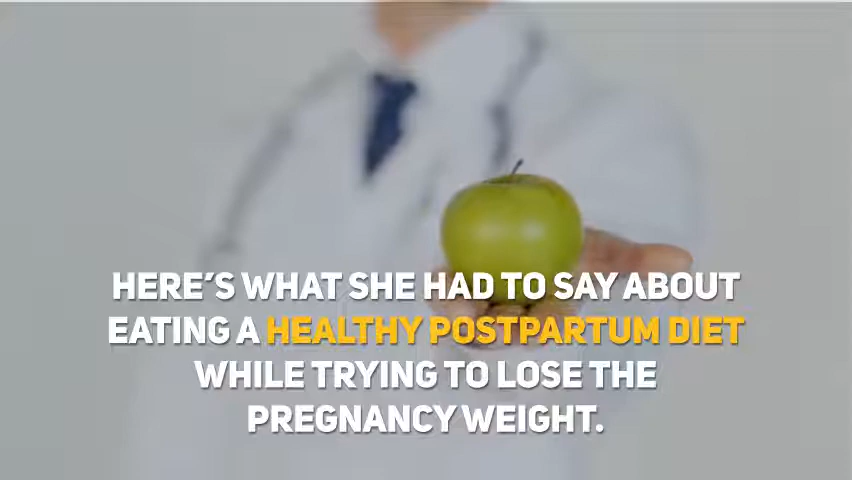 HERE'S WHAT SHE HAD TO SAY ABOUT
EATING A HEALTHY POSTPARTUM DIET
WHILE TRYING TO LOSE THE
PREGNANCY WEIGHT.